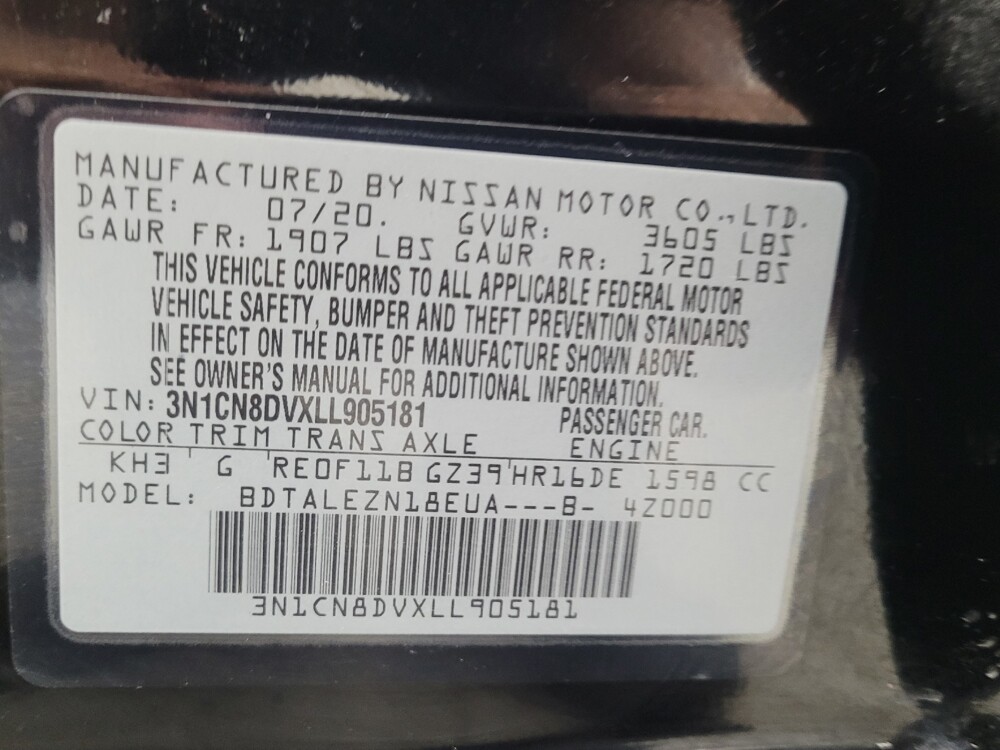 MANUFACTURED BY NISSAN MOTOR CO., LTD.
DATE: 07/20. GVWR: 3605 LBS
GAWR FR: 1907 LBS GAWR RR: 1720 LBS
THIS VEHICLE CONFORMS TO ALL APPLICABLE FEDERAL MOTOR
VEHICLE SAFETY, BUMPER AND THEFT PREVENTION STANDARDS
IN EFFECT ON THE DATE OF MANUFACTURE SHOWN ABOVE.
SEE OWNER'S MANUAL FOR ADDITIONAL INFORMATION.
VIN: 3N1CN8DVXLL905181 PASSENGER CAR.
COLOR TRIM TRANS AXLE ENGINE
KH3 ' G 'RE0F11B GZ39'HR16DE 1598 CC
MODEL: BDTALEZN18EUA---B- 4Z000
3N1CN8DVXLL905181